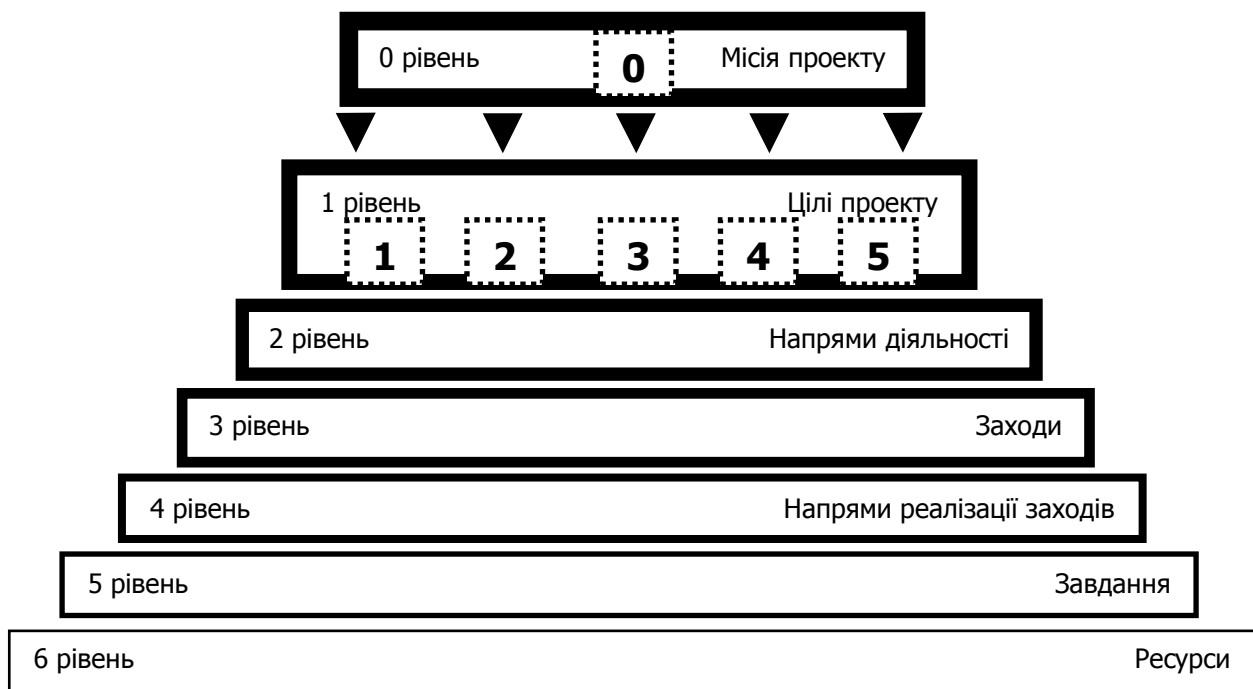 0 рівень 0 Місія проекту
1 рівень Цілі проекту
1 2 3 4 5
2 рівень Напрями діяльності
3 рівень Заходи
4 рівень Напрями реалізації заходів
5 рівень Завдання
6 рівень Ресурси